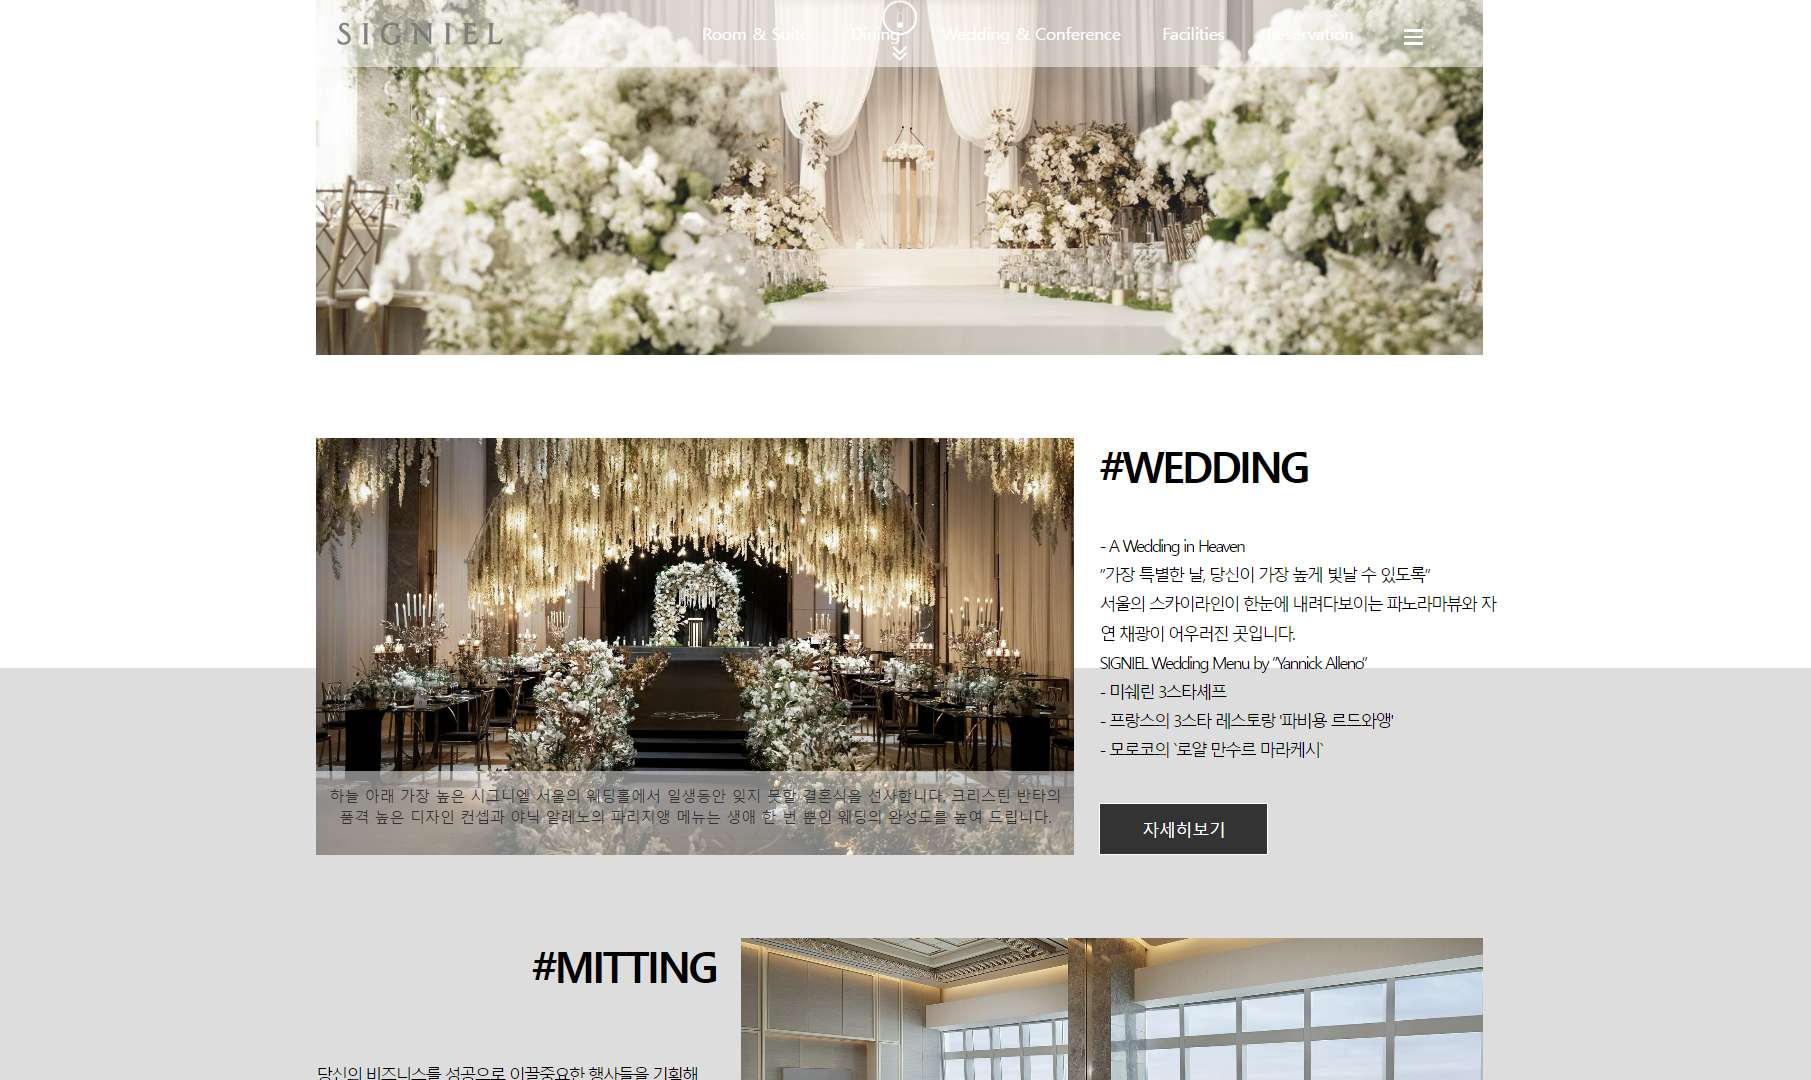 SIGNIEL
Room & Suite Dining Wedding & Conference Facilities Reservation
#WEDDING
- A Wedding in Heaven
"가장 특별한 날, 당신이 가장 높게 빛날 수 있도록"
서울의 스카이라인이 한눈에 내려다보이는 파노라마뷰와 자
연 채광이 어우러진 곳입니다.
SIGNIEL Wedding Menu by "Yannick Alleno"
- 미쉐린 3스타셰프
- 프랑스의 3스타 레스토랑 '파비용 르드와앵'
- 모로코의 `로얄 만수르 마라케시`
하늘 아래 가장 높은 시그니엘 서울의 웨딩홀에서 일생동안 잊지 못할 결혼식을 선사합니다. 크리스틴 반타의
품격 높은 디자인 컨셉과 야닉 알레노의 파리지앵 메뉴는 생애 한 번 뿐인 웨딩의 완성도를 높여 드립니다.
자세히보기
#MITTING
당신의 비즈니스를 성공으로 이끌중요한 행사들을 기획해